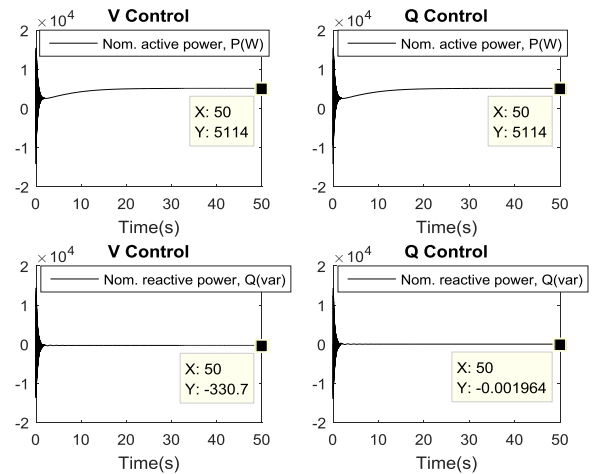 V Control
×10^4
Nom. active power, P(W)
2
1
0
-1
-2
X: 50
Y: 5114
0 10 20 30 40 50
Time(s)
Q Control
×10^4
Nom. active power, P(W)
2
1
0
-1
-2
X: 50
Y: 5114
0 10 20 30 40 50
Time(s)
V Control
×10^4
Nom. reactive power, Q(var)
2
1
0
-1
-2
X: 50
Y: -330.7
0 10 20 30 40 50
Time(s)
Q Control
×10^4
Nom. reactive power, Q(var)
2
1
0
-1
-2
X: 50
Y: -0.001964
0 10 20 30 40 50
Time(s)